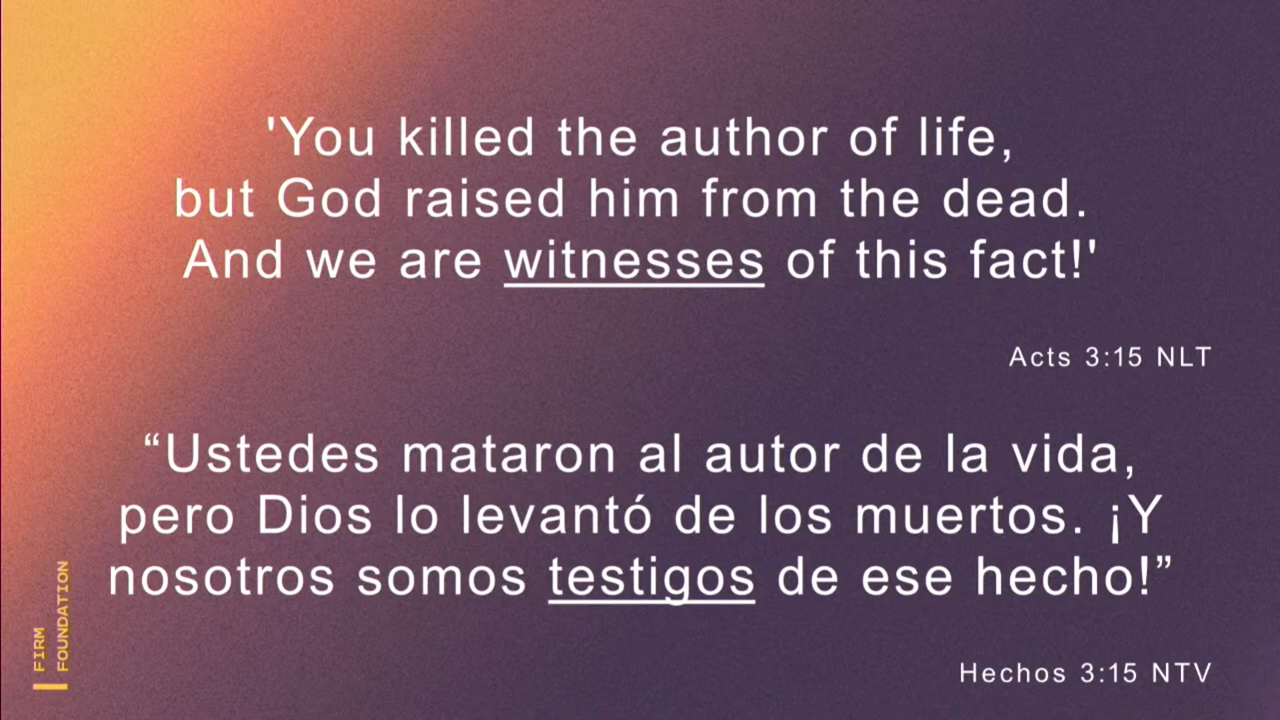 'You killed the author of life,
but God raised him from the dead.
And we are witnesses of this fact!'
Acts 3:15 NLT
“Ustedes mataron al autor de la vida,
pero Dios lo levantó de los muertos. ¡Y
nosotros somos testigos de ese hecho!”
Hechos 3:15 NTV
FIRM
FOUNDATION